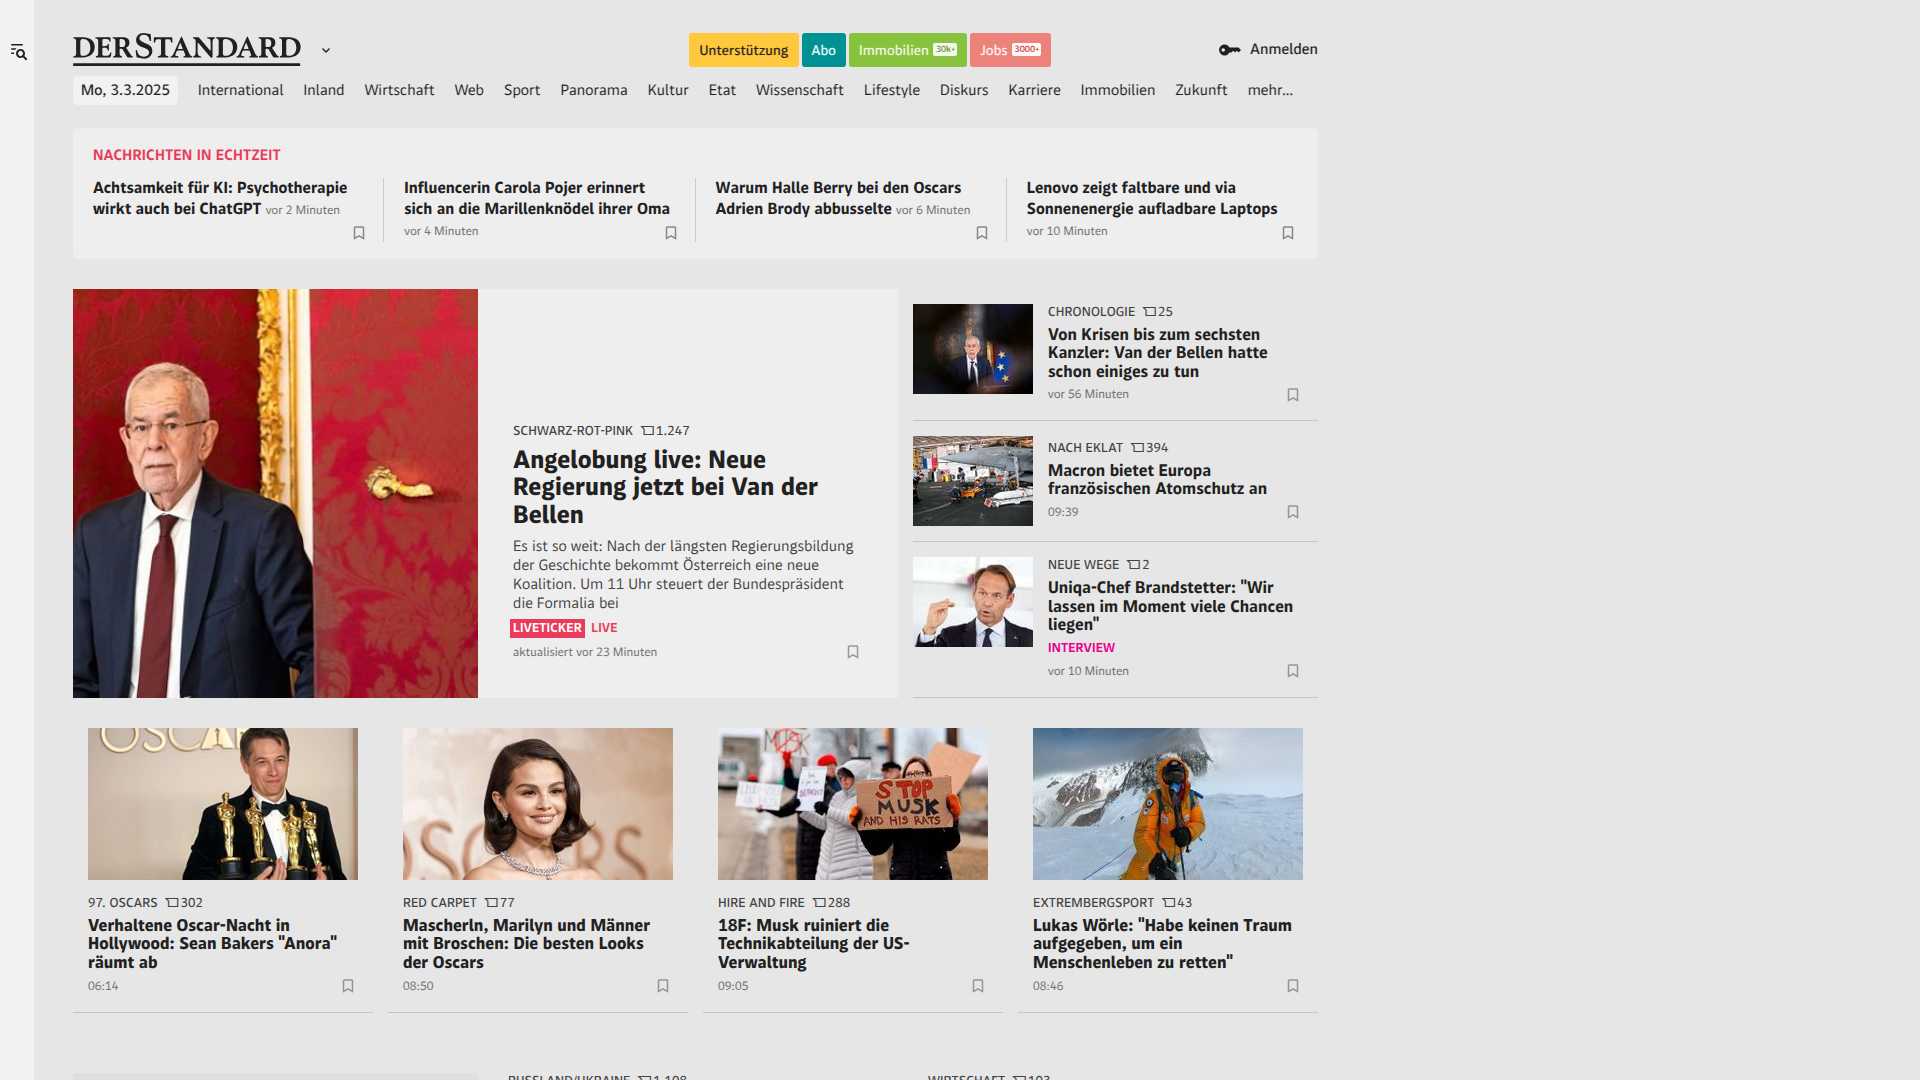 DERSTANDARD
Unterstützung
Abo
Immobilien 30k+
Jobs 3000+
Anmelden
Mo, 3.3.2025
International
Inland
Wirtschaft
Web
Sport
Panorama
Kultur
Etat
Wissenschaft
Lifestyle
Diskurs
Karriere
Immobilien
Zukunft
mehr...
NACHRICHTEN IN ECHTZEIT
Achtsamkeit für KI: Psychotherapie
wirkt auch bei ChatGPT vor 2 Minuten
Influencerin Carola Pojer erinnert
sich an die Marillenknödel ihrer Oma
vor 4 Minuten
Warum Halle Berry bei den Oscars
Adrien Brody abbusselte vor 6 Minuten
Lenovo zeigt faltbare und via
Sonnenenergie aufladbare Laptops
vor 10 Minuten
SCHWARZ-ROT-PINK 1.247
Angelobung live: Neue
Regierung jetzt bei Van der
Bellen
Es ist so weit: Nach der längsten Regierungsbildung
der Geschichte bekommt Österreich eine neue
Koalition. Um 11 Uhr steuert der Bundespräsident
die Formalia bei
LIVETICKER LIVE
aktualisiert vor 23 Minuten
CHRONOLOGIE 25
Von Krisen bis zum sechsten
Kanzler: Van der Bellen hatte
schon einiges zu tun
vor 56 Minuten
NACH EKLAT 394
Macron bietet Europa
französischen Atomschutz an
09:39
NEUE WEGE 2
Uniqa-Chef Brandstetter: "Wir
lassen im Moment viele Chancen
liegen"
INTERVIEW
vor 10 Minuten
OSCAR
97. OSCARS 302
Verhaltene Oscar-Nacht in
Hollywood: Sean Bakers "Anora"
räumt ab
06:14
OSCARS
RED CARPET 77
Mascherln, Marilyn und Männer
mit Broschen: Die besten Looks
der Oscars
08:50
MUSK
STOP
MUSK
AND HIS RATS
HIRE AND FIRE 288
18F: Musk ruiniert die
Technikabteilung der US-
Verwaltung
09:05
EXTREMBERGSPORT 43
Lukas Wörle: "Habe keinen Traum
aufgegeben, um ein
Menschenleben zu retten"
08:46
RUSSLAND/UKRAINE 1.108
WIRTSCHAFT 103